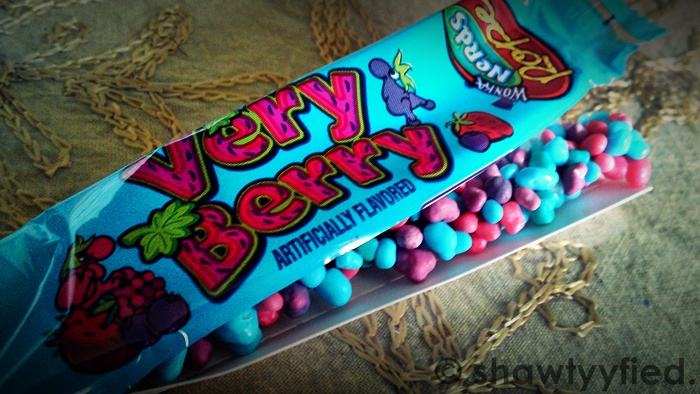 Very
Berry
ARTIFICIALLY FLAVORED
WONKA
NERDS
Rope
© shawtyyfied.